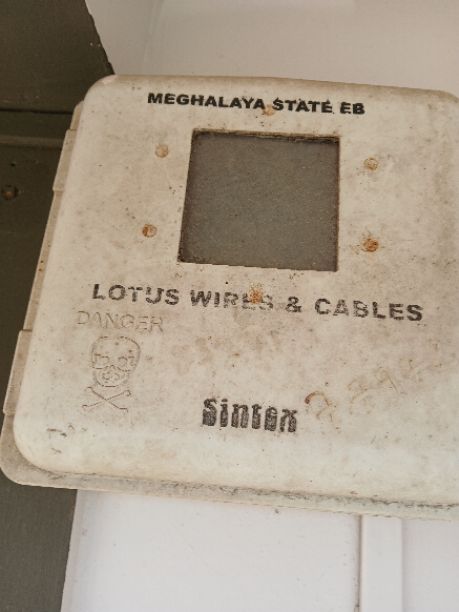 MEGHALAYA STATE EB
LOTUS WIRES & CABLES
DANGER
Sintex